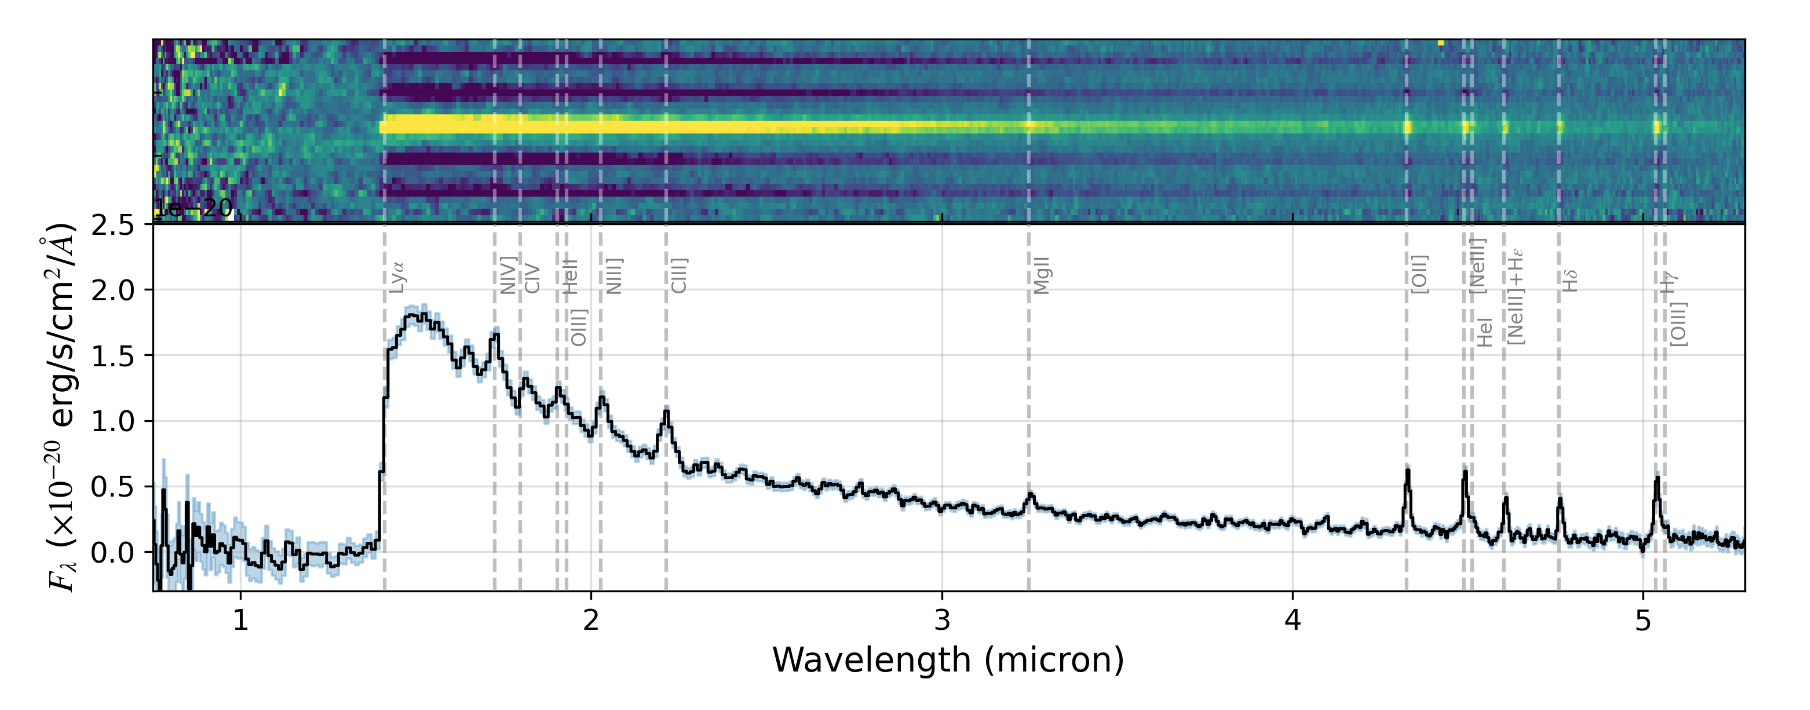 1e−20
2.5
2.0
1.5
1.0
0.5
0.0
F_λ (×10⁻²⁰ erg/s/cm²/Å)
Lyα
NIV]
CIV
HeII
OIII]
NIII]
CIII]
MgII
[OII]
[NeIII]
HeI
[NeIII]+Hε
Hδ
Hγ
[OIII]
1 2 3 4 5
Wavelength (micron)